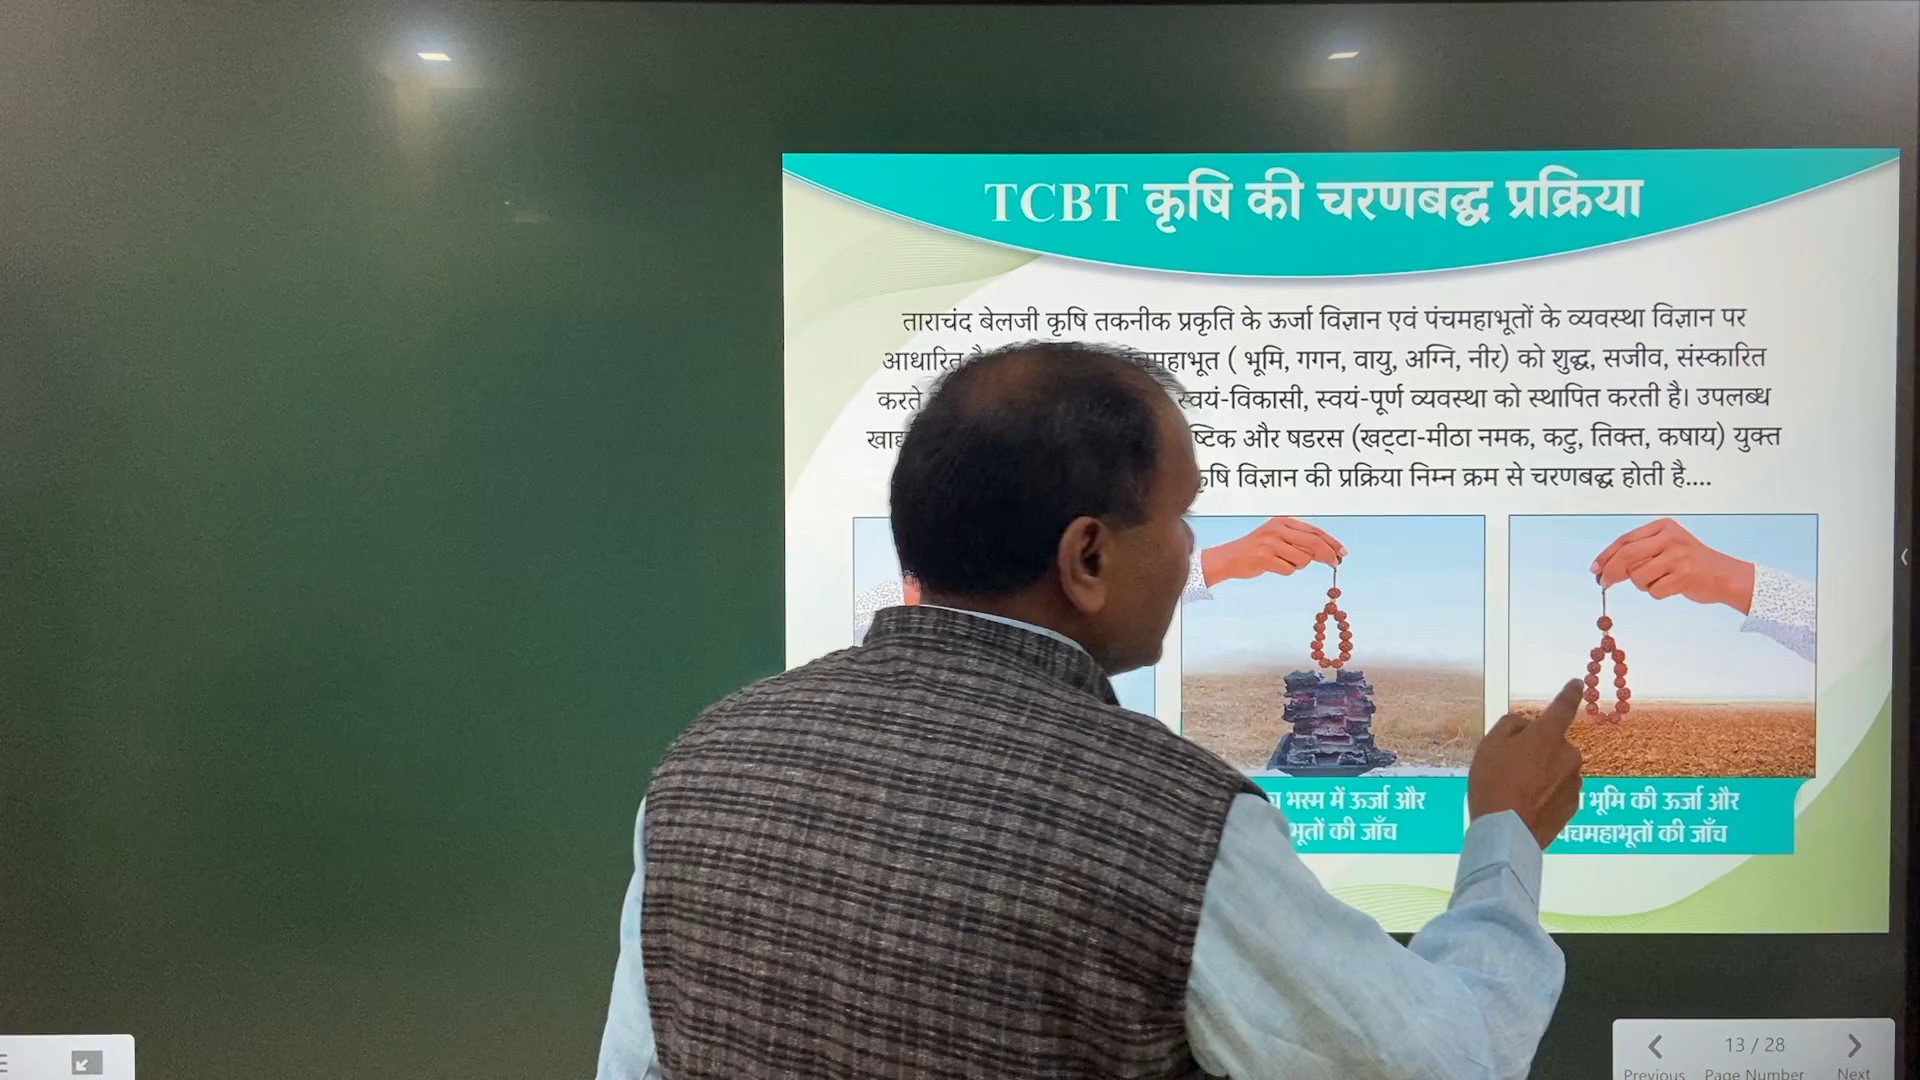 TCBT कृषि की चरणबद्ध प्रक्रिया
ताराचंद बेलजी कृषि तकनीक प्रकृति के ऊर्जा विज्ञान एवं पंचमहाभूतों के व्यवस्था विज्ञान पर
आधारित ( भूमि, गगन, वायु, अग्नि, नीर) को शुद्ध, सजीव, संस्कारित
करते स्वयं-विकासी, स्वयं-पूर्ण व्यवस्था को स्थापित करती है। उपलब्ध
और षडरस (खट्टा-मीठा नमक, कटु, तिक्त, कषाय) युक्त
विज्ञान की प्रक्रिया निम्न क्रम से चरणबद्ध होती है....
भस्म में ऊर्जा और
की जाँच
भूमि की ऊर्जा और
पंचमहाभूतों की जाँच
13 / 28
Previous Page Number Next